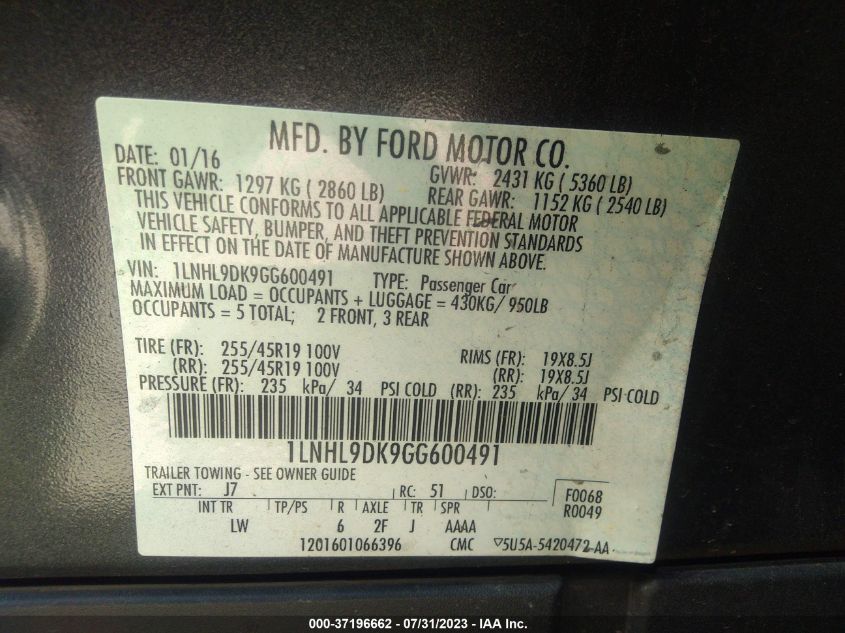 MFD. BY FORD MOTOR CO.
DATE: 01/16 GVWR: 2431 KG ( 5360 LB)
FRONT GAWR: 1297 KG ( 2860 LB) REAR GAWR: 1152 KG ( 2540 LB)
THIS VEHICLE CONFORMS TO ALL APPLICABLE FEDERAL MOTOR
VEHICLE SAFETY, BUMPER, AND THEFT PREVENTION STANDARDS
IN EFFECT ON THE DATE OF MANUFACTURE SHOWN ABOVE.
VIN: 1LNHL9DK9GG600491 TYPE: Passenger Car
MAXIMUM LOAD = OCCUPANTS + LUGGAGE = 430KG/ 950LB
OCCUPANTS = 5 TOTAL; 2 FRONT, 3 REAR
TIRE (FR): 255/45R19 100V RIMS (FR): 19X8.5J
(RR): 255/45R19 100V (RR): 19X8.5J
PRESSURE (FR): 235 kPa/ 34 PSI COLD (RR): 235 kPa/ 34 PSI COLD
1LNHL9DK9GG600491
TRAILER TOWING - SEE OWNER GUIDE
EXT PNT: J7 RC: 51 DSO: F0068
INT TR TP/PS R AXLE TR SPR R0049
LW 6 2F J AAAA
1201601066396 CMC ▽5U5A-5420472-AA
000-37196662 / 07/31/2023 / IAA Inc.